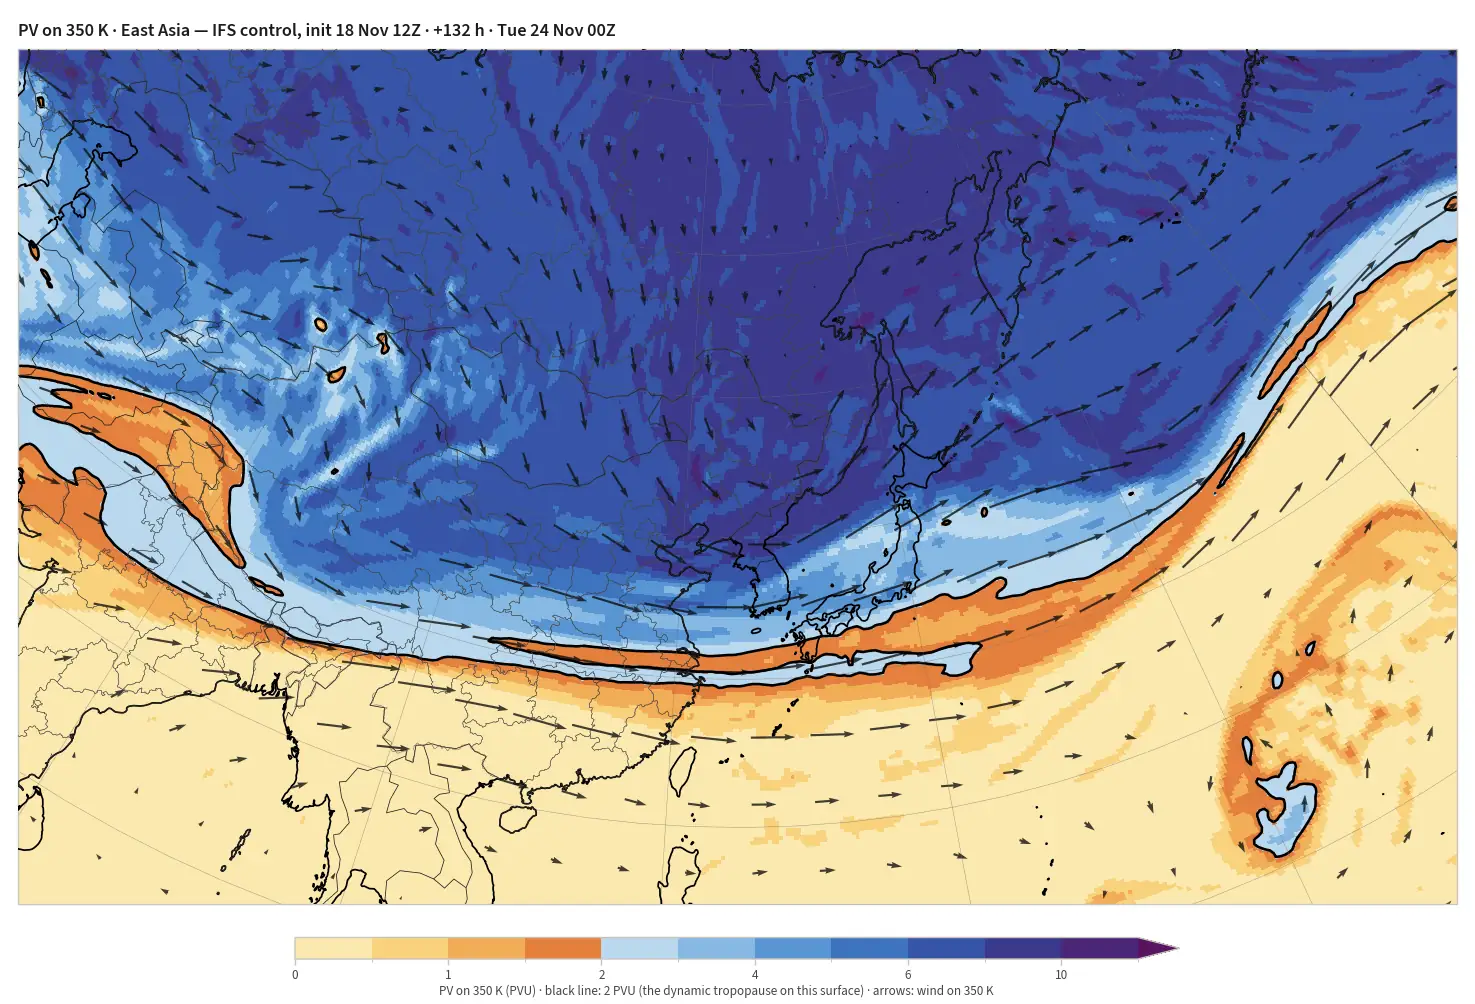 PV on 350 K · East Asia — IFS control, init 18 Nov 12Z · +132 h · Tue 24 Nov 00Z
0 1 2 4 6 10
PV on 350 K (PVU) · black line: 2 PVU (the dynamic tropopause on this surface) · arrows: wind on 350 K